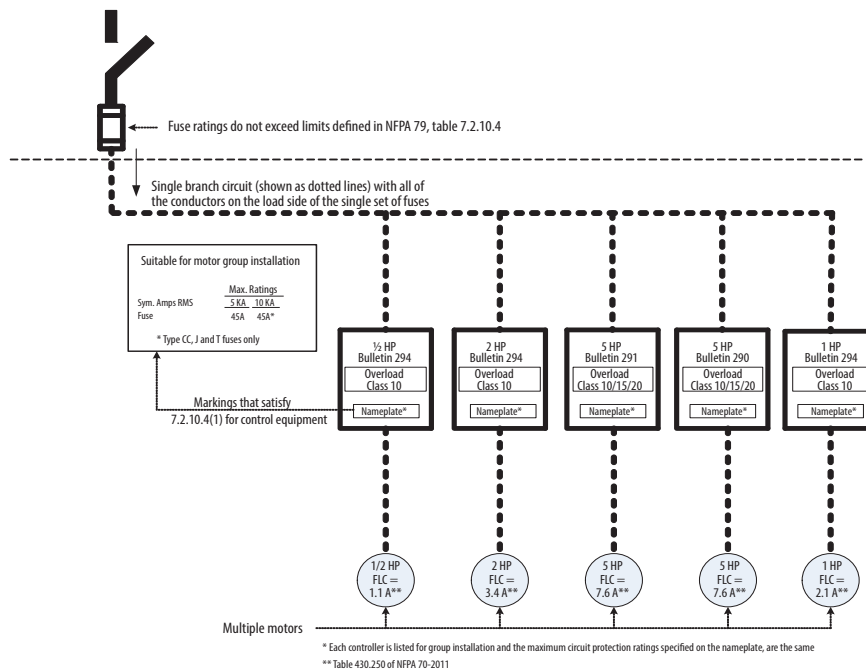 Fuse ratings do not exceed limits defined in NFPA 79, table 7.2.10.4
Single branch circuit (shown as dotted lines) with all of
the conductors on the load side of the single set of fuses
Suitable for motor group installation
Max. Ratings
Sym. Amps RMS 5 KA 10 KA
Fuse 45A 45A*
* Type CC, J and T fuses only
½ HP
Bulletin 294
Overload
Class 10
Nameplate*
2 HP
Bulletin 294
Overload
Class 10
Nameplate*
5 HP
Bulletin 291
Overload
Class 10/15/20
Nameplate*
5 HP
Bulletin 290
Overload
Class 10/15/20
Nameplate*
1 HP
Bulletin 294
Overload
Class 10
Nameplate*
Markings that satisfy
7.2.10.4(1) for control equipment
1/2 HP
FLC =
1.1 A**
2 HP
FLC =
3.4 A**
5 HP
FLC =
7.6 A**
5 HP
FLC =
7.6 A**
1 HP
FLC =
2.1 A**
Multiple motors
* Each controller is listed for group installation and the maximum circuit protection ratings specified on the nameplate, are the same
** Table 430.250 of NFPA 70-2011